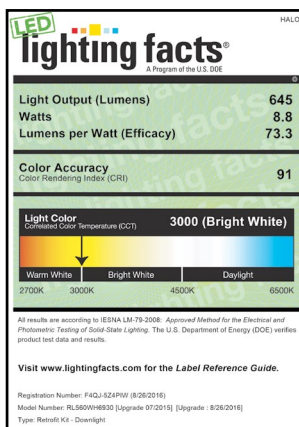 HALO
LED
lighting facts®
A Program of the U.S. DOE
Light Output (Lumens) 645
Watts 8.8
Lumens per Watt (Efficacy) 73.3
Color Accuracy 91
Color Rendering Index (CRI)
Light Color 3000 (Bright White)
Correlated Color Temperature (CCT)
Warm White Bright White Daylight
2700K 3000K 4500K 6500K
All results are according to IESNA LM-79-2008: Approved Method for the Electrical and
Photometric Testing of Solid-State Lighting. The U.S. Department of Energy (DOE) verifies
product test data and results.
Visit www.lightingfacts.com for the Label Reference Guide.
Registration Number: F4QJ-5Z4PIW (8/26/2016)
Model Number: RL560WH6930 [Upgrade 07/2015] [Upgrade : 8/26/2016]
Type: Retrofit Kit - Downlight